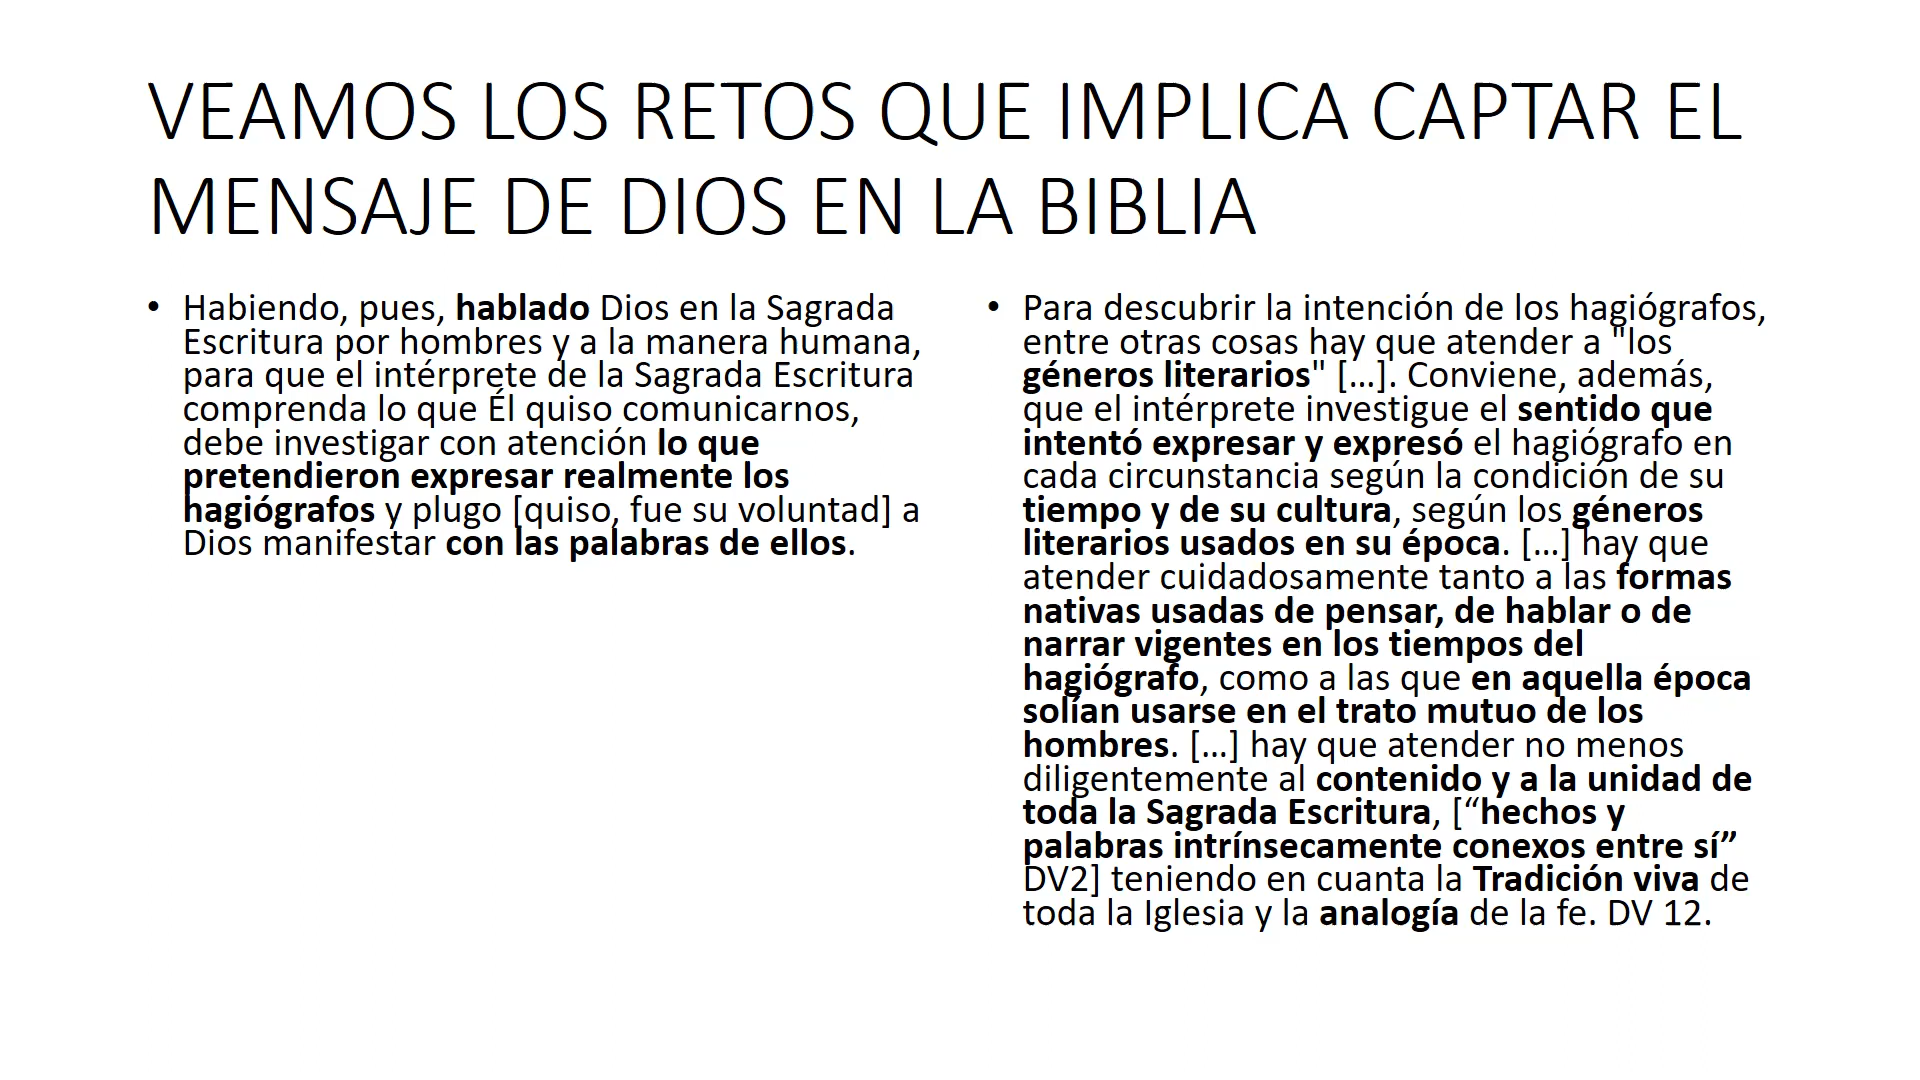 VEAMOS LOS RETOS QUE IMPLICA CAPTAR EL
MENSAJE DE DIOS EN LA BIBLIA
• Habiendo, pues, hablado Dios en la Sagrada
Escritura por hombres y a la manera humana,
para que el intérprete de la Sagrada Escritura
comprenda lo que Él quiso comunicarnos,
debe investigar con atención lo que
pretendieron expresar realmente los
hagiógrafos y plugo [quiso, fue su voluntad] a
Dios manifestar con las palabras de ellos.
• Para descubrir la intención de los hagiógrafos,
entre otras cosas hay que atender a "los
géneros literarios" […]. Conviene, además,
que el intérprete investigue el sentido que
intentó expresar y expresó el hagiógrafo en
cada circunstancia según la condición de su
tiempo y de su cultura, según los géneros
literarios usados en su época. […] hay que
atender cuidadosamente tanto a las formas
nativas usadas de pensar, de hablar o de
narrar vigentes en los tiempos del
hagiógrafo, como a las que en aquella época
solían usarse en el trato mutuo de los
hombres. […] hay que atender no menos
diligentemente al contenido y a la unidad de
toda la Sagrada Escritura, [“hechos y
palabras intrínsecamente conexos entre sí”
DV2] teniendo en cuanta la Tradición viva de
toda la Iglesia y la analogía de la fe. DV 12.